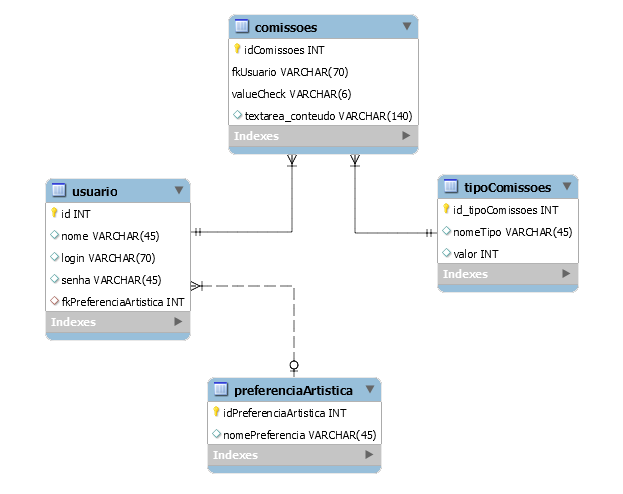 comissoes
idComissoes INT
fkUsuario VARCHAR(70)
valueCheck VARCHAR(6)
textarea_conteudo VARCHAR(140)
Indexes
usuario
id INT
nome VARCHAR(45)
login VARCHAR(70)
senha VARCHAR(45)
fkPreferenciaArtistica INT
Indexes
tipoComissoes
id_tipoComissoes INT
nomeTipo VARCHAR(45)
valor INT
Indexes
preferenciaArtistica
idPreferenciaArtistica INT
nomePreferencia VARCHAR(45)
Indexes